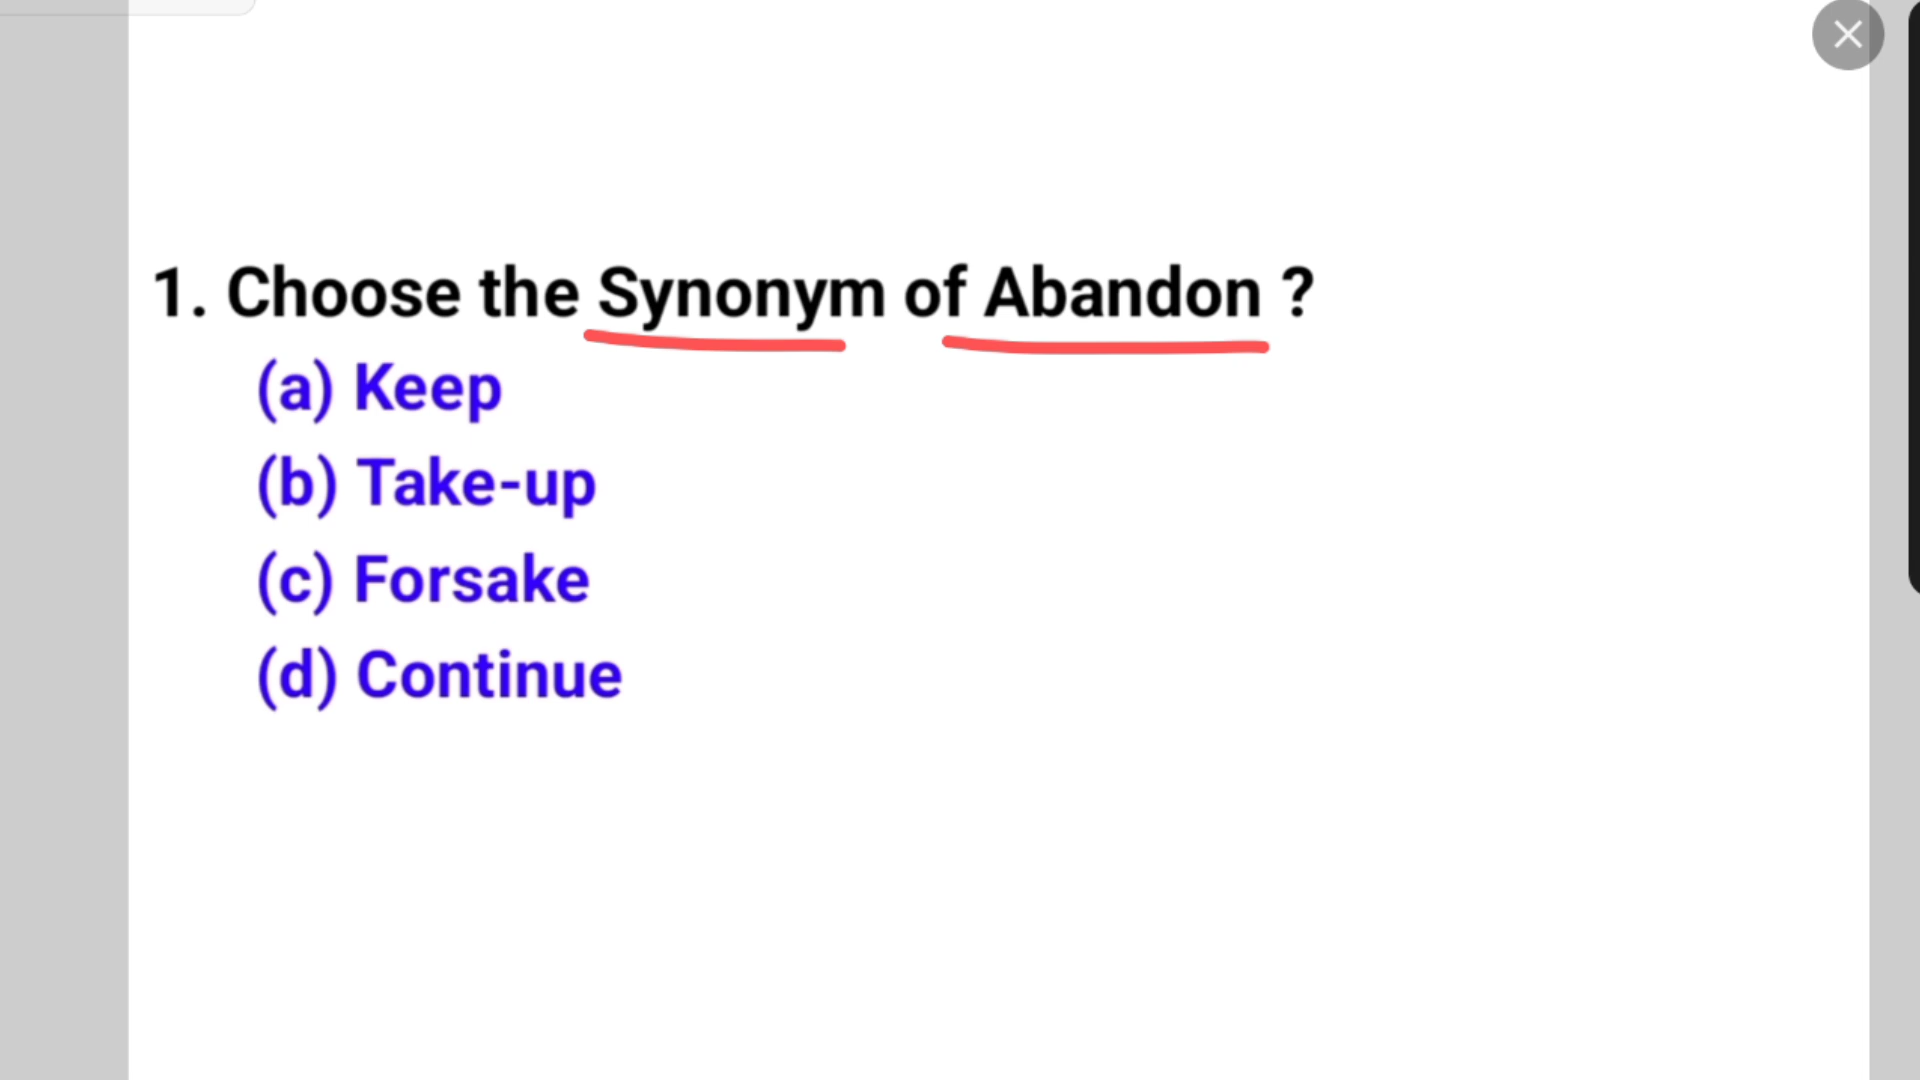 1. Choose the Synonym of Abandon ?
(a) Keep
(b) Take-up
(c) Forsake
(d) Continue